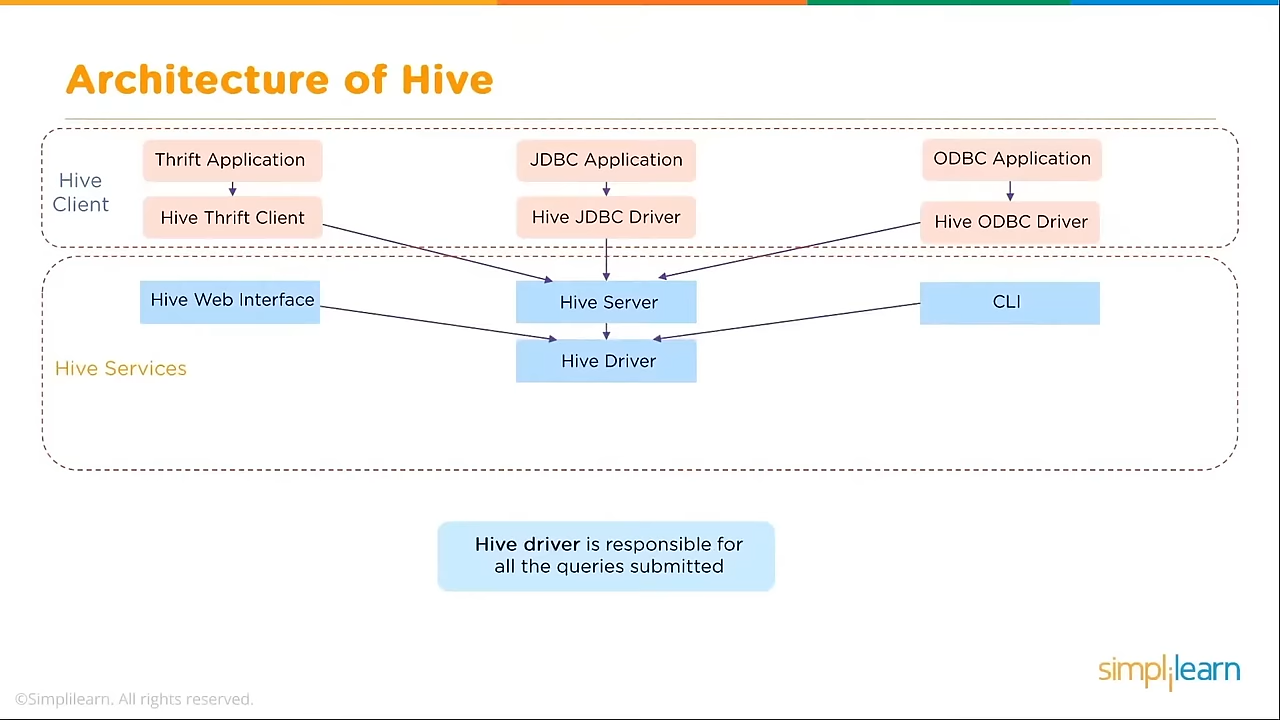 Architecture of Hive
Thrift Application
JDBC Application
ODBC Application
Hive
Client
Hive Thrift Client
Hive JDBC Driver
Hive ODBC Driver
Hive Web Interface
Hive Server
CLI
Hive Driver
Hive Services
Hive driver is responsible for
all the queries submitted
simplilearn
©Simplilearn. All rights reserved.